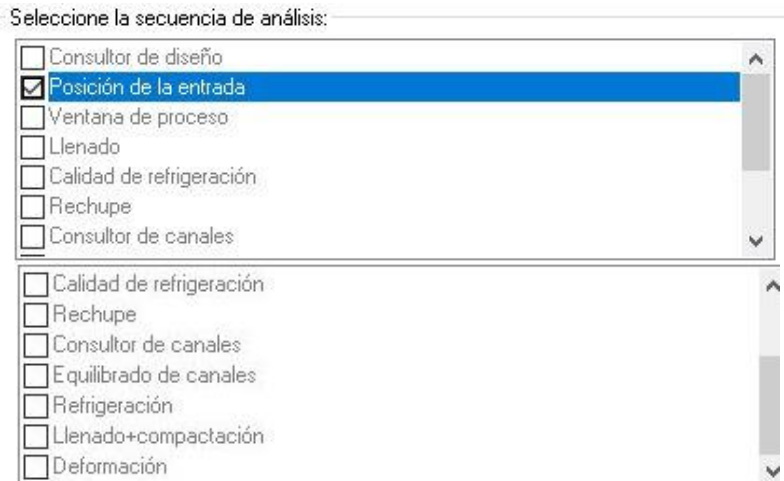 Seleccione la secuencia de análisis:
Consultor de diseño
Posición de la entrada
Ventana de proceso
Llenado
Calidad de refrigeración
Rechupe
Consultor de canales
Calidad de refrigeración
Rechupe
Consultor de canales
Equilibrado de canales
Refrigeración
Llenado+compactación
Deformación